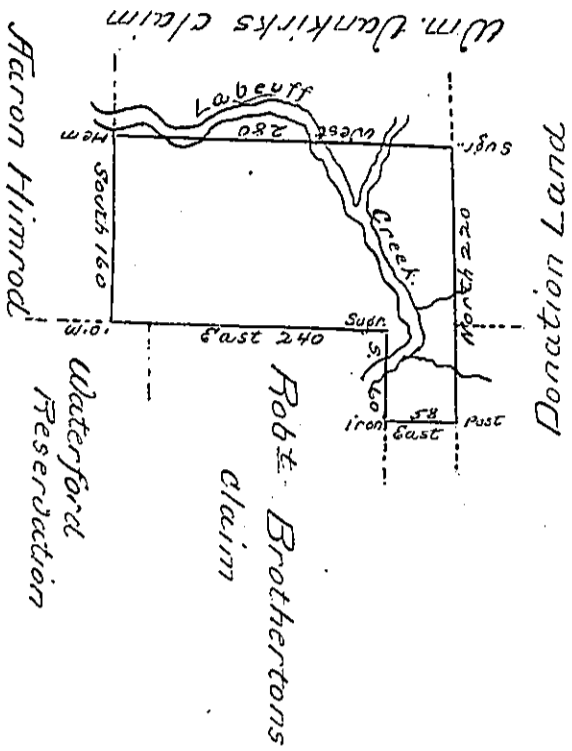 Wm. Vankirks claim
Donation Land
Aaron Himrod
Labeuff
Creek.
West 280
Hem
Sugr.
South 160
North 220
East 240
Sugr.
S. 60
iron
East
58
Post
Robt. Brothertons
claim
Waterford
Reservation